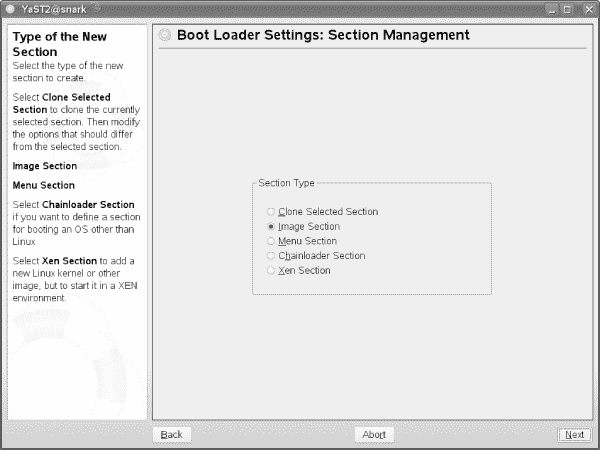 YaST2@snark
Type of the New
Section
Select the type of the new
section to create.
Select Clone Selected
Section to clone the currently
selected section. Then modify
the options that should differ
from the selected section.
Image Section
Menu Section
Select Chainloader Section
if you want to define a section
for booting an OS other than
Linux
Select Xen Section to add a
new Linux kernel or other
image, but to start it in a XEN
environment.
Boot Loader Settings: Section Management
Section Type
Clone Selected Section
Image Section
Menu Section
Chainloader Section
Xen Section
Back
Abort
Next